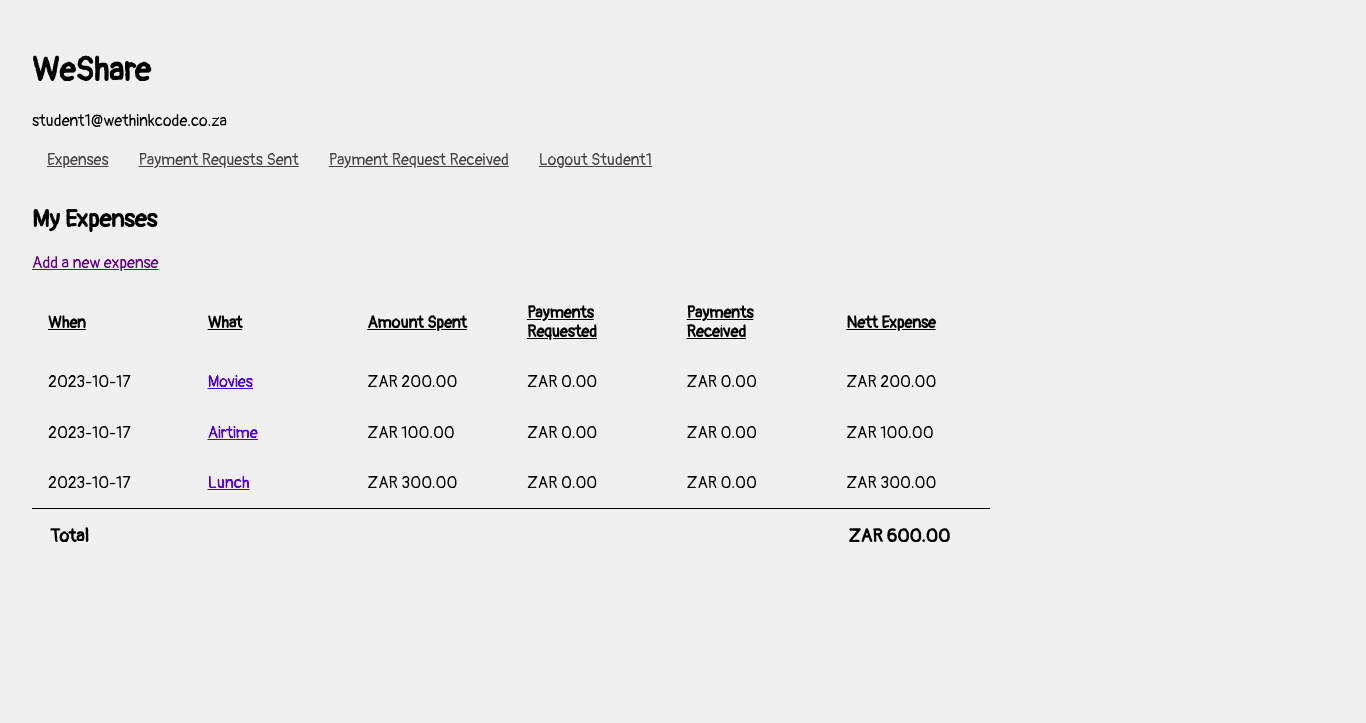 WeShare
student1@wethinkcode.co.za
Expenses Payment Requests Sent Payment Request Received Logout Student1
My Expenses
Add a new expense
When What Amount Spent Payments Requested Payments Received Nett Expense
2023-10-17 Movies ZAR 200.00 ZAR 0.00 ZAR 0.00 ZAR 200.00
2023-10-17 Airtime ZAR 100.00 ZAR 0.00 ZAR 0.00 ZAR 100.00
2023-10-17 Lunch ZAR 300.00 ZAR 0.00 ZAR 0.00 ZAR 300.00
Total ZAR 600.00